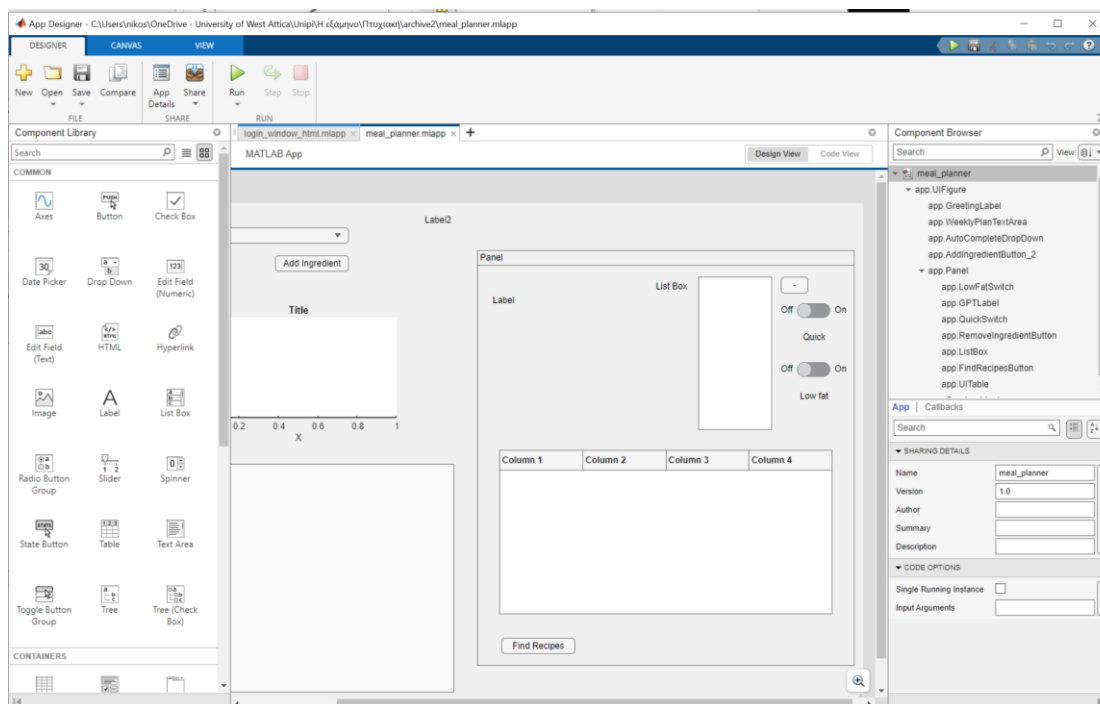 App Designer - C:\Users\nikos\OneDrive - University of West Attica\Unipi\Η εξάμηνο\Πτυχιακή\archive2\meal_planner.mlapp
DESIGNER CANVAS VIEW
New Open Save Compare App Details Share Run Step Stop
FILE SHARE RUN
Component Library
Search
COMMON
Axes Button Check Box
Date Picker Drop Down Edit Field (Numeric)
Edit Field (Text) HTML Hyperlink
Image Label List Box
Radio Button Group Slider Spinner
State Button Table Text Area
Toggle Button Group Tree Tree (Check Box)
CONTAINERS
login_window_html.mlapp meal_planner.mlapp
MATLAB App Design View Code View
Label2
Add Ingredient
Title
0.2 0.4 0.6 0.8 1
X
Panel
List Box -
Label
Off On
Quick
Off On
Low fat
Column 1 Column 2 Column 3 Column 4
Find Recipes
Component Browser
Search View:
meal_planner
app.UIFigure
app.GreetingLabel
app.WeeklyPlanTextArea
app.AutoCompleteDropDown
app.AddIngredientButton_2
app.Panel
app.LowFatSwitch
app.GPTLabel
app.QuickSwitch
app.RemoveIngredientButton
app.ListBox
app.FindRecipesButton
app.UITable
App | Callbacks
Search
SHARING DETAILS
Name meal_planner
Version 1.0
Author
Summary
Description
CODE OPTIONS
Single Running Instance
Input Arguments